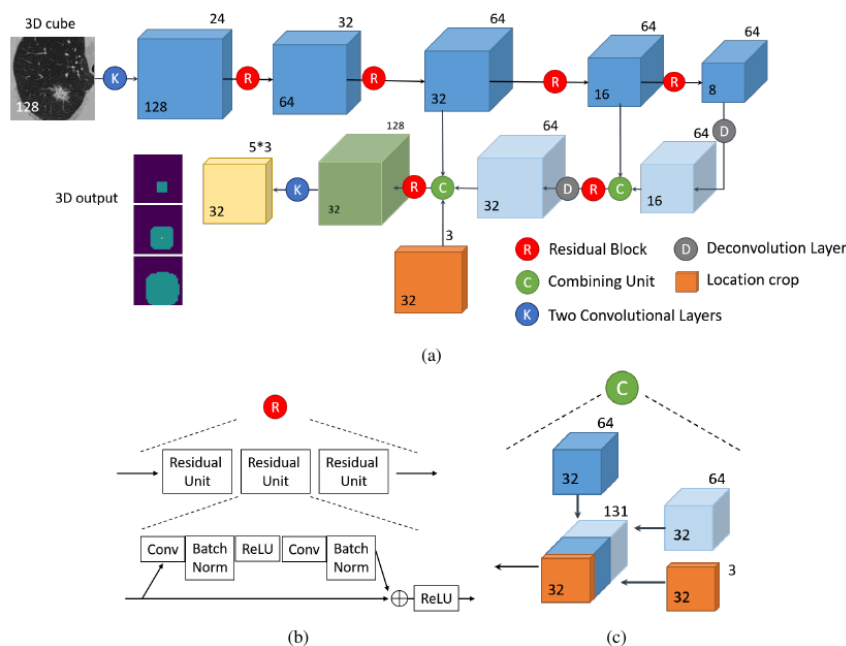 3D cube
128
K
24
128
R
32
64
R
64
32
R
64
16
R
64
8
D
3D output
5*3
32
K
128
32
R
C
64
32
D
R
C
64
16
3
32
R Residual Block
D Deconvolution Layer
C Combining Unit
Location crop
K Two Convolutional Layers
(a)
R
Residual Unit
Residual Unit
Residual Unit
Conv
Batch Norm
ReLU
Conv
Batch Norm
ReLU
(b)
C
64
32
64
32
131
32
3
32
(c)